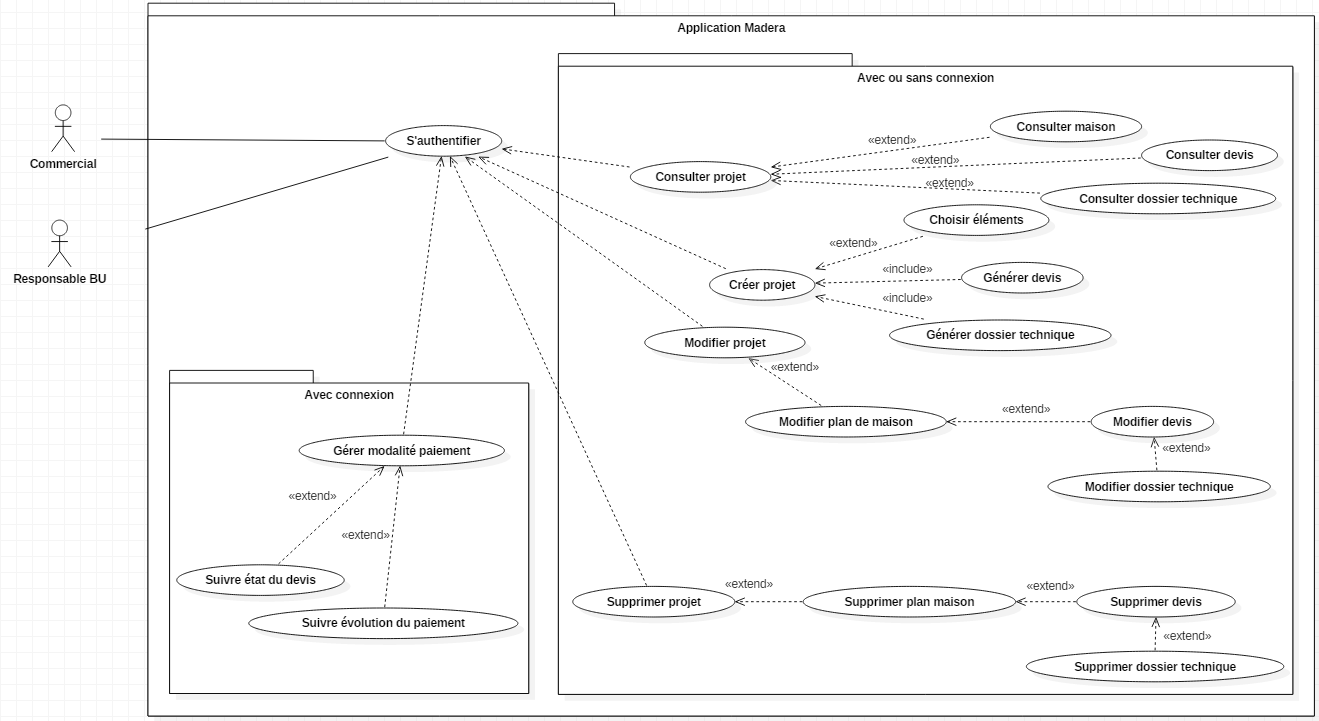 Application Madera
Avec ou sans connexion
Commercial
Responsable BU
S'authentifier
Consulter projet
«extend»
Consulter maison
«extend»
Consulter devis
«extend»
Consulter dossier technique
Choisir éléments
«extend»
Créer projet
«include»
Générer devis
«include»
Générer dossier technique
Modifier projet
«extend»
Modifier plan de maison
«extend»
Modifier devis
«extend»
Modifier dossier technique
Avec connexion
Gérer modalité paiement
«extend»
«extend»
Suivre état du devis
Suivre évolution du paiement
Supprimer projet
«extend»
Supprimer plan maison
«extend»
Supprimer devis
«extend»
Supprimer dossier technique